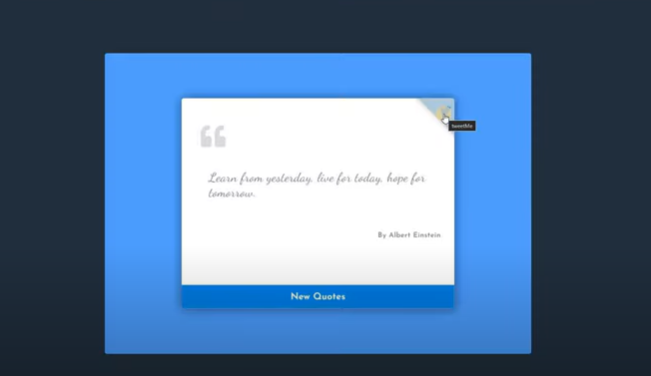 tweetMe
Learn from yesterday, live for today, hope for
tomorrow.
By Albert Einstein
New Quotes